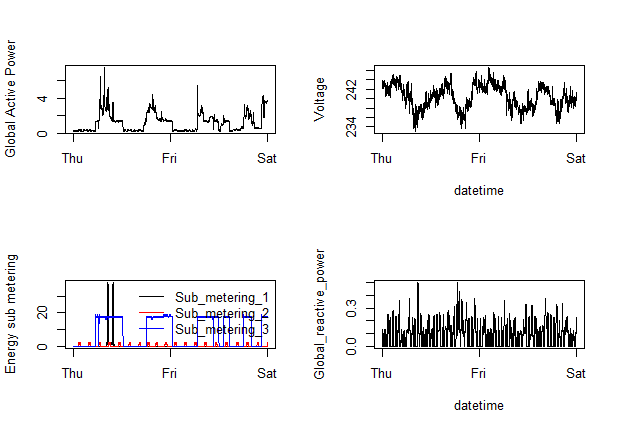 Global Active Power
0
4
Thu
Fri
Sat
Voltage
234
242
Thu
Fri
Sat
datetime
Energy sub metering
0
20
Sub_metering_1
Sub_metering_2
Sub_metering_3
Thu
Fri
Sat
Global_reactive_power
0.0
0.3
Thu
Fri
Sat
datetime